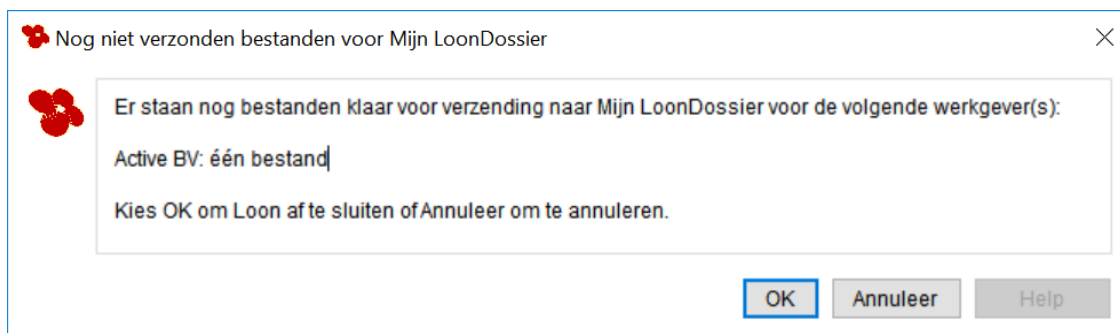 Nog niet verzonden bestanden voor Mijn LoonDossier
Er staan nog bestanden klaar voor verzending naar Mijn LoonDossier voor de volgende werkgever(s):
Active BV: één bestand
Kies OK om Loon af te sluiten of Annuleer om te annuleren.
OK Annuleer Help